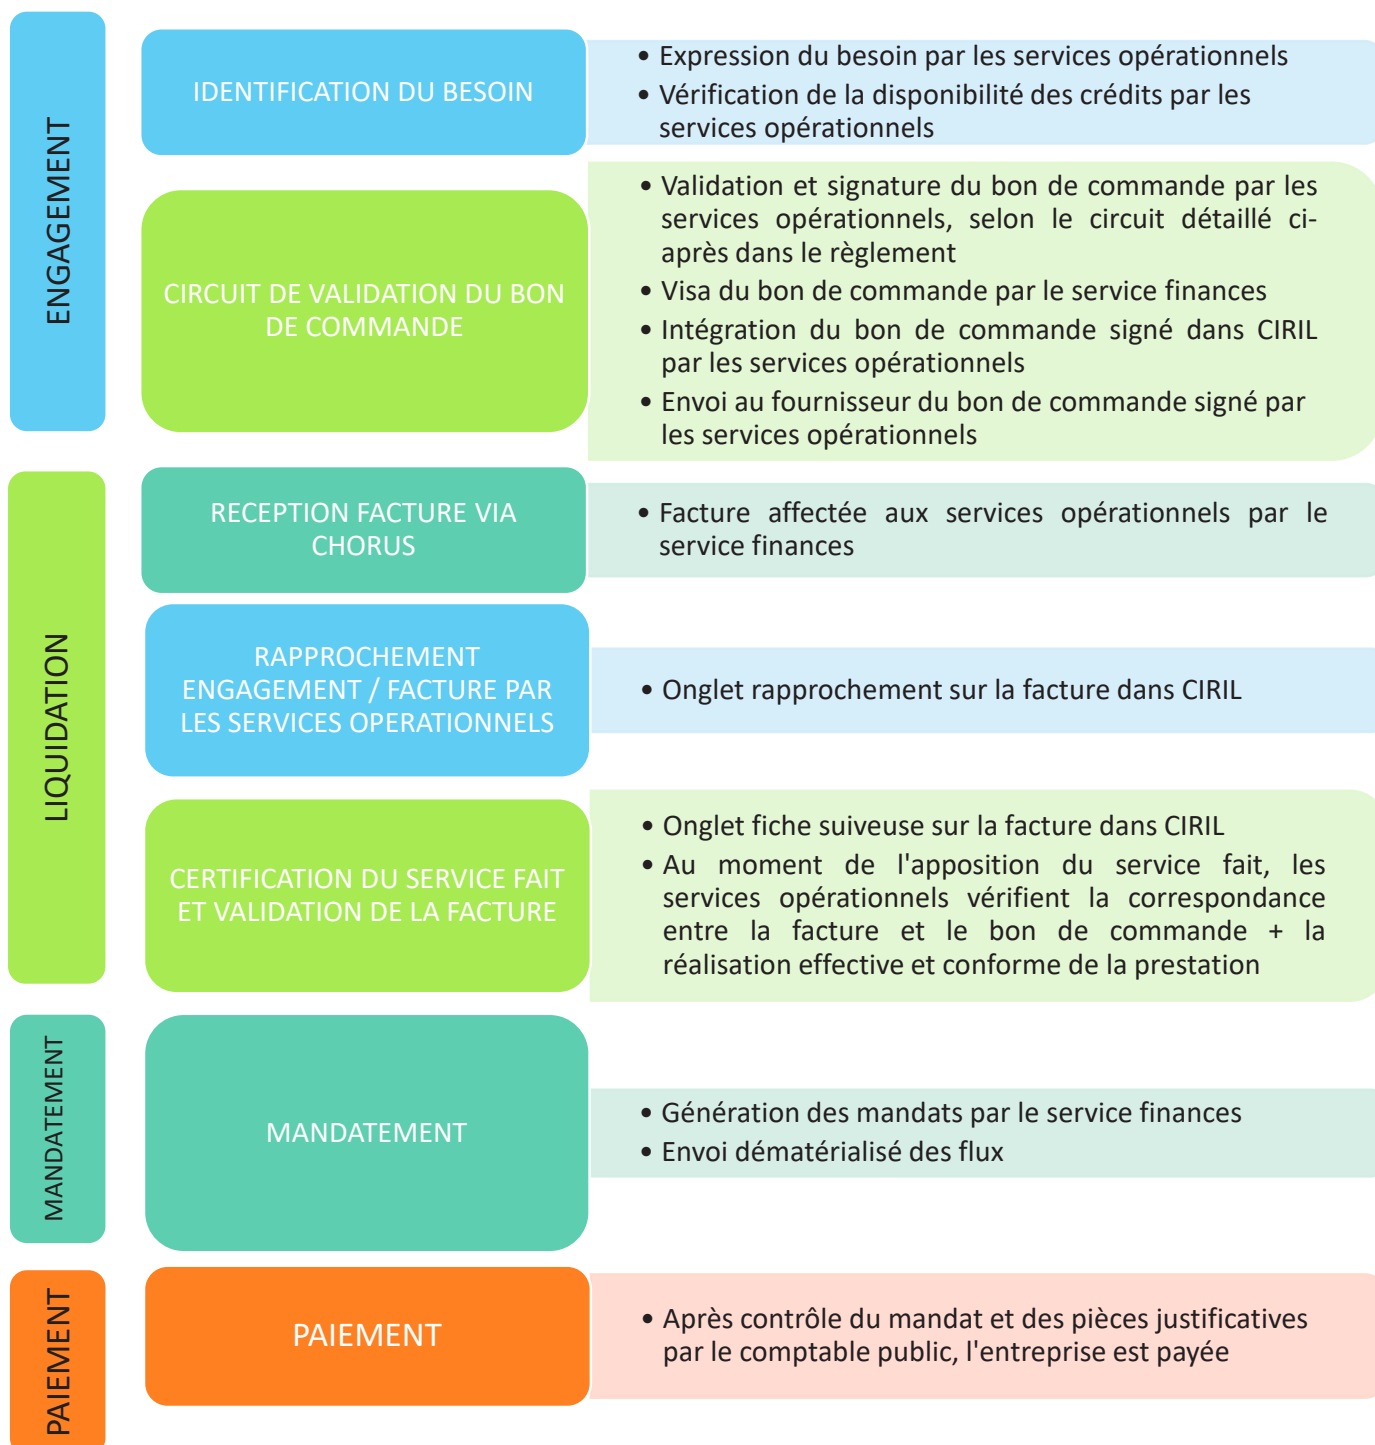 ENGAGEMENT
IDENTIFICATION DU BESOIN
• Expression du besoin par les services opérationnels
• Vérification de la disponibilité des crédits par les
services opérationnels
CIRCUIT DE VALIDATION DU BON
DE COMMANDE
• Validation et signature du bon de commande par les
services opérationnels, selon le circuit détaillé ci-
après dans le règlement
• Visa du bon de commande par le service finances
• Intégration du bon de commande signé dans CIRIL
par les services opérationnels
• Envoi au fournisseur du bon de commande signé par
les services opérationnels
LIQUIDATION
RECEPTION FACTURE VIA
CHORUS
• Facture affectée aux services opérationnels par le
service finances
RAPPROCHEMENT
ENGAGEMENT / FACTURE PAR
LES SERVICES OPERATIONNELS
• Onglet rapprochement sur la facture dans CIRIL
CERTIFICATION DU SERVICE FAIT
ET VALIDATION DE LA FACTURE
• Onglet fiche suiveuse sur la facture dans CIRIL
• Au moment de l'apposition du service fait, les
services opérationnels vérifient la correspondance
entre la facture et le bon de commande + la
réalisation effective et conforme de la prestation
MANDATEMENT
MANDATEMENT
• Génération des mandats par le service finances
• Envoi dématérialisé des flux
PAIEMENT
PAIEMENT
• Après contrôle du mandat et des pièces justificatives
par le comptable public, l'entreprise est payée